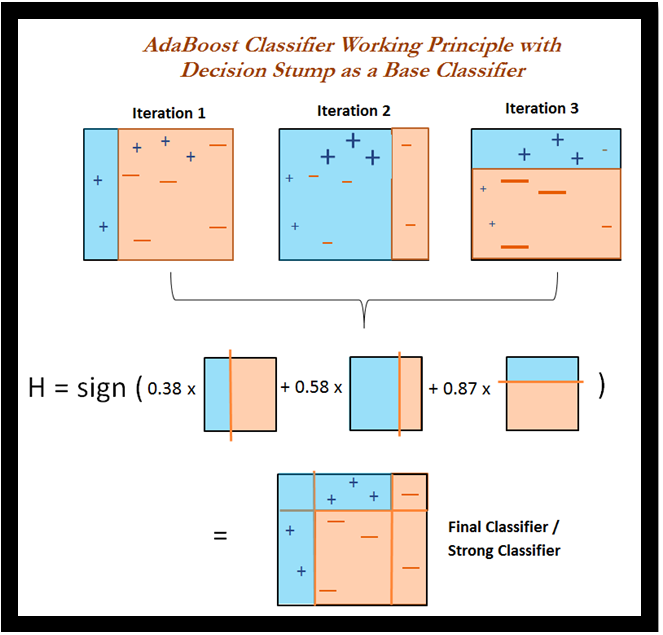 AdaBoost Classifier Working Principle with
Decision Stump as a Base Classifier
Iteration 1 Iteration 2 Iteration 3
H = sign ( 0.38 x + 0.58 x + 0.87 x )
=
Final Classifier /
Strong Classifier